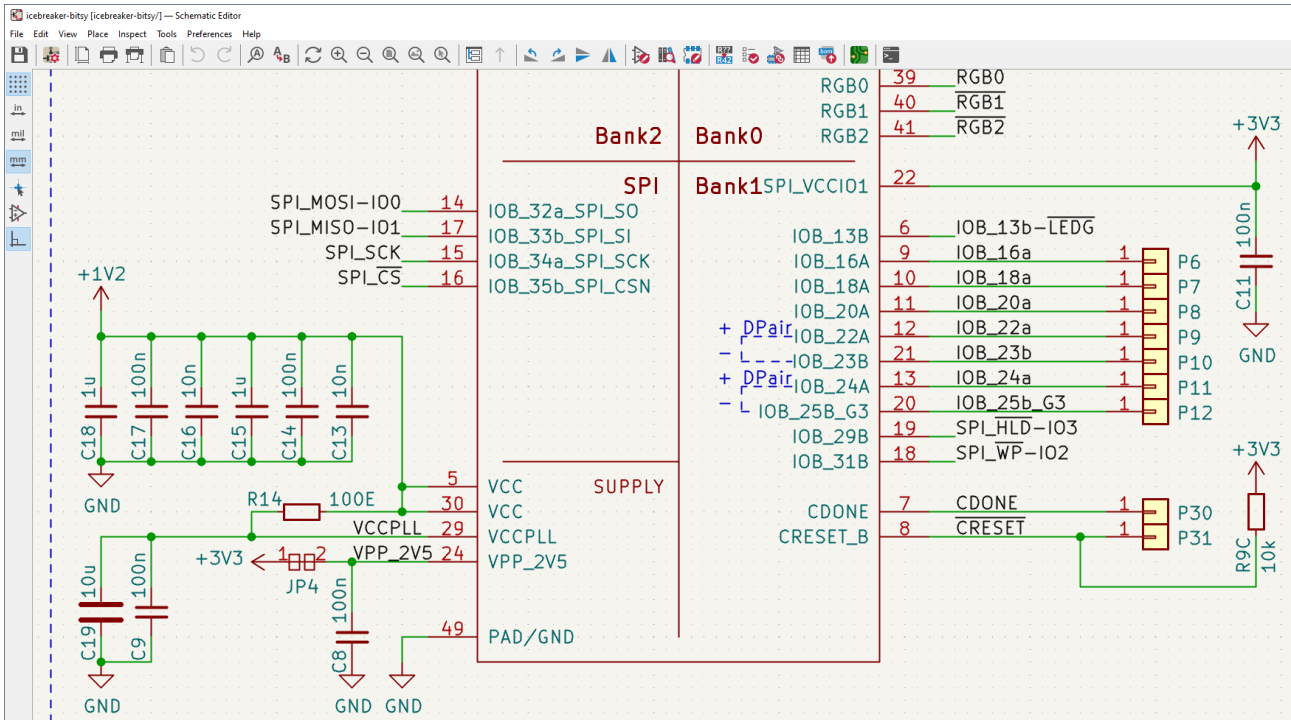 icebreaker-bitsy [icebreaker-bitsy/] — Schematic Editor
File Edit View Place Inspect Tools Preferences Help
in
mil
mm
Bank2
Bank0
SPI
Bank1
SUPPLY
RGB0 39 RGB0
RGB1 40 RGB1
RGB2 41 RGB2
SPI_VCCIO1 22
+3V3
100n
C11
GND
SPI_MOSI-IO0 14 IOB_32a_SPI_SO
SPI_MISO-IO1 17 IOB_33b_SPI_SI
SPI_SCK 15 IOB_34a_SPI_SCK
SPI_CS 16 IOB_35b_SPI_CSN
IOB_13B 6 IOB_13b-LEDG
IOB_16A 9 IOB_16a 1 P6
IOB_18A 10 IOB_18a 1 P7
IOB_20A 11 IOB_20a 1 P8
+ DPair IOB_22A 12 IOB_22a 1 P9
- IOB_23B 21 IOB_23b 1 P10
+ DPair IOB_24A 13 IOB_24a 1 P11
- IOB_25B_G3 20 IOB_25b_G3 1 P12
IOB_29B 19 SPI_HLD-IO3
IOB_31B 18 SPI_WP-IO2
CDONE 7 CDONE 1 P30
CRESET_B 8 CRESET 1 P31
+3V3
R9C
10k
+1V2
1u 100n 10n 1u 100n 10n
C18 C17 C16 C15 C14 C13
GND
5 VCC
R14 100E 30 VCC
VCCPLL 29 VCCPLL
+3V3 1 2 VPP_2V5 24 VPP_2V5
JP4
10u 100n 100n
C19 C9 C8
49 PAD/GND
GND GND GND